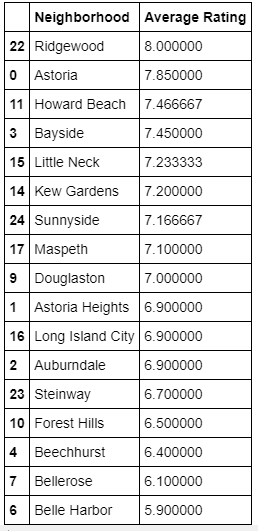 Neighborhood Average Rating
22 Ridgewood 8.000000
0 Astoria 7.850000
11 Howard Beach 7.466667
3 Bayside 7.450000
15 Little Neck 7.233333
14 Kew Gardens 7.200000
24 Sunnyside 7.166667
17 Maspeth 7.100000
9 Douglaston 7.000000
1 Astoria Heights 6.900000
16 Long Island City 6.900000
2 Auburndale 6.900000
23 Steinway 6.700000
10 Forest Hills 6.500000
4 Beechhurst 6.400000
7 Bellerose 6.100000
6 Belle Harbor 5.900000